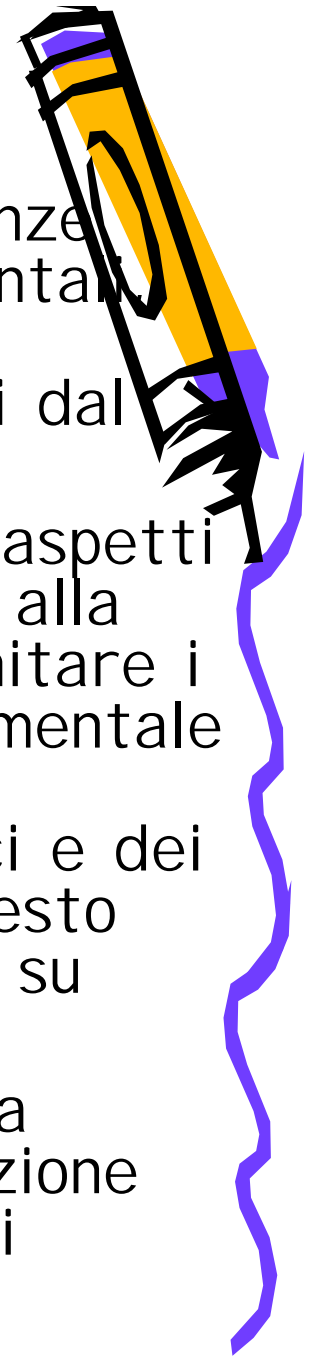 nze
ntali.
i dal
aspetti
alla
nitare i
mentale
ci e dei
esto
su
a
zione
i